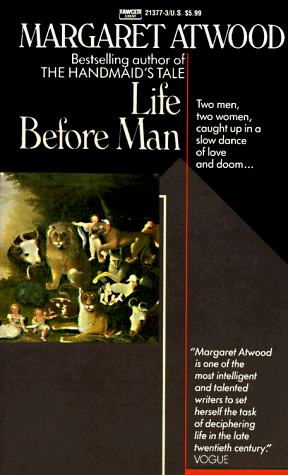 FAWCETT
CREST
21377-3/U.S. $5.99
MARGARET ATWOOD
Bestselling author of
THE HANDMAID'S TALE
Life
Before Man
Two men,
two women,
caught up in a
slow dance
of love
and doom...
"Margaret Atwood
is one of the
most intelligent
and talented
writers to set
herself the task
of deciphering
life in the late
twentieth century."
VOGUE